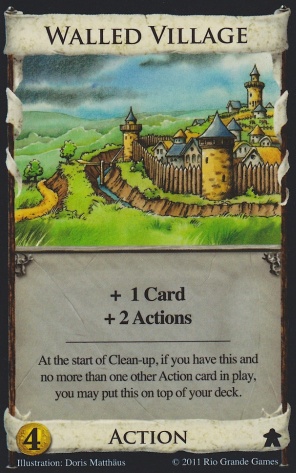 WALLED VILLAGE
+ 1 Card
+ 2 Actions
At the start of Clean-up, if you have this and
no more than one other Action card in play,
you may put this on top of your deck.
4
ACTION
Illustration: Doris Matthäus
© 2011 Rio Grande Games